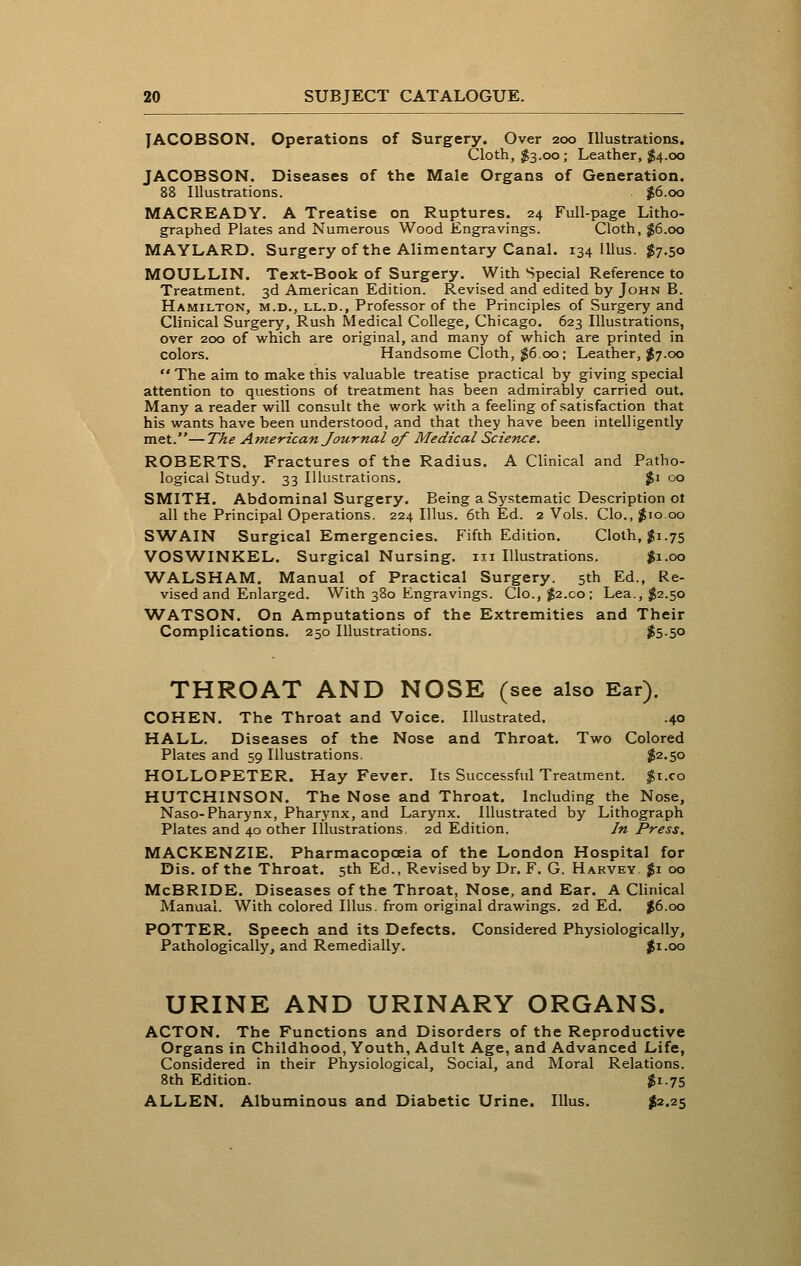 20 SUBJECT CATALOGUE.
JACOBSON. Operations of Surgery. Over 200 Illustrations.
Cloth, $3.00; Leather, $4.00
JACOBSON. Diseases of the Male Organs of Generation.
88 Illustrations. $6.00
MACREADY. A Treatise on Ruptures. 24 Full-page Litho-
graphed Plates and Numerous Wood Engravings. Cloth, $6.00
MAYLARD. Surgery of the Alimentary Canal. 134 Illus. $7.50
MOULLIN. Text-Book of Surgery. With Special Reference to
Treatment. 3d American Edition. Revised and edited by JOHN B.
HAMILTON, M.D., LL.D., Professor of the Principles of Surgery and
Clinical Surgery, Rush Medical College, Chicago. 623 Illustrations,
over 200 of which are original, and many of which are printed in
colors. Handsome Cloth, $6.00; Leather, $7.00
"The aim to make this valuable treatise practical by giving special
attention to questions of treatment has been admirably carried out.
Many a reader will consult the work with a feeling of satisfaction that
his wants have been understood, and that they have been intelligently
met."—The American Journal of Medical Science.
ROBERTS. Fractures of the Radius. A Clinical and Patho-
logical Study. 33 Illustrations. $1 00
SMITH. Abdominal Surgery. Being a Systematic Description of
all the Principal Operations. 224 Illus. 6th Ed. 2 Vols. Clo., $10.00
SWAIN Surgical Emergencies. Fifth Edition. Cloth, $1.75
VOSWINKEL. Surgical Nursing. 111 Illustrations. $1.00
WALSHAM. Manual of Practical Surgery. 5th Ed., Re-
vised and Enlarged. With 380 Engravings. Clo., $2.00; Lea., $2.50
WATSON. On Amputations of the Extremities and Their
Complications. 250 Illustrations. $5.50
THROAT AND NOSE (see also Ear).
COHEN. The Throat and Voice. Illustrated. .40
HALL. Diseases of the Nose and Throat. Two Colored
Plates and 59 Illustrations. $2.50
HOLLOPETER. Hay Fever. Its Successful Treatment. $1.00
HUTCHINSON. The Nose and Throat. Including the Nose,
Naso-Pharynx, Pharynx, and Larynx. Illustrated by Lithograph
Plates and 40 other Illustrations. 2d Edition. In Press.
MACKENZIE. Pharmacopœia of the London Hospital for
Dis. of the Throat. 5th Ed., Revised by Dr. F. G. HARVEY. $1 00
McBRIDE. Diseases of the Throat, Nose, and Ear. A Clinical
Manual. With colored Illus. from original drawings. 2d Ed. $6.00
POTTER. Speech and its Defects. Considered Physiologically,
Pathologically, and Remedially. $1.00
URINE AND URINARY ORGANS.
ACTON. The Functions and Disorders of the Reproductive
Organs in Childhood, Youth, Adult Age, and Advanced Life,
Considered in their Physiological, Social, and Moral Relations.
8th Edition. $1.75
ALLEN. Albuminous and Diabetic Urine. Illus. $2.25